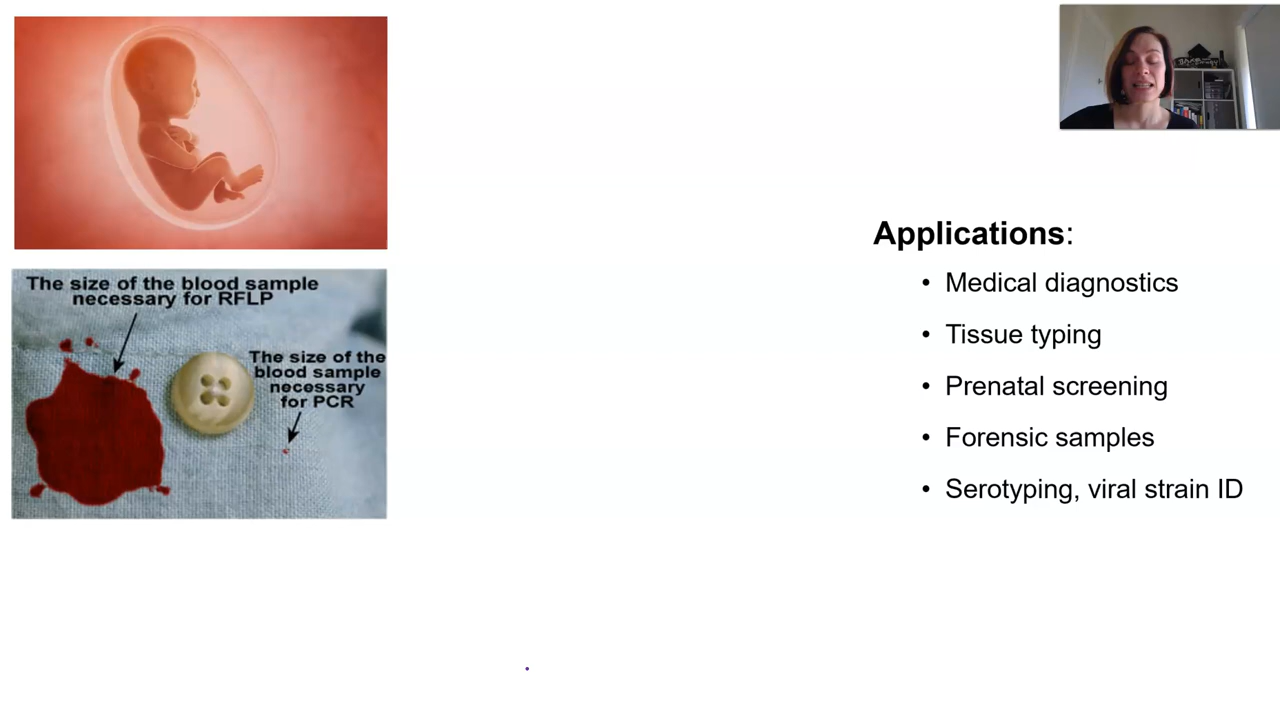 The size of the blood sample
necessary for RFLP
The size of the
blood sample
necessary
for PCR
Applications:
• Medical diagnostics
• Tissue typing
• Prenatal screening
• Forensic samples
• Serotyping, viral strain ID